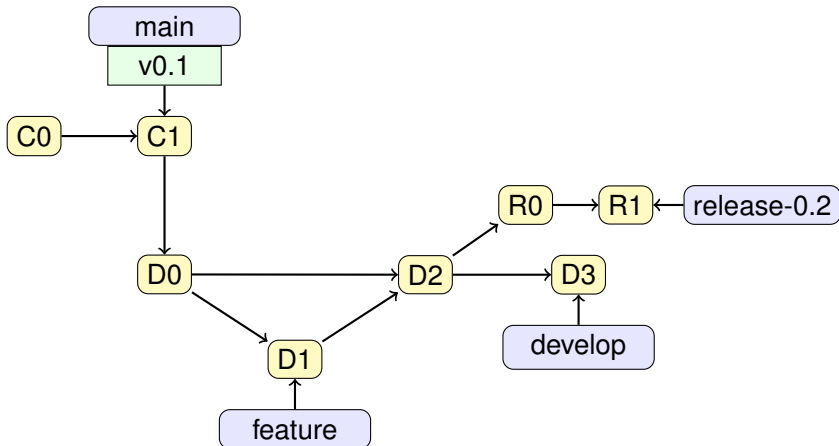 main
v0.1
C0
C1
R0
R1
release-0.2
D0
D2
D3
D1
develop
feature